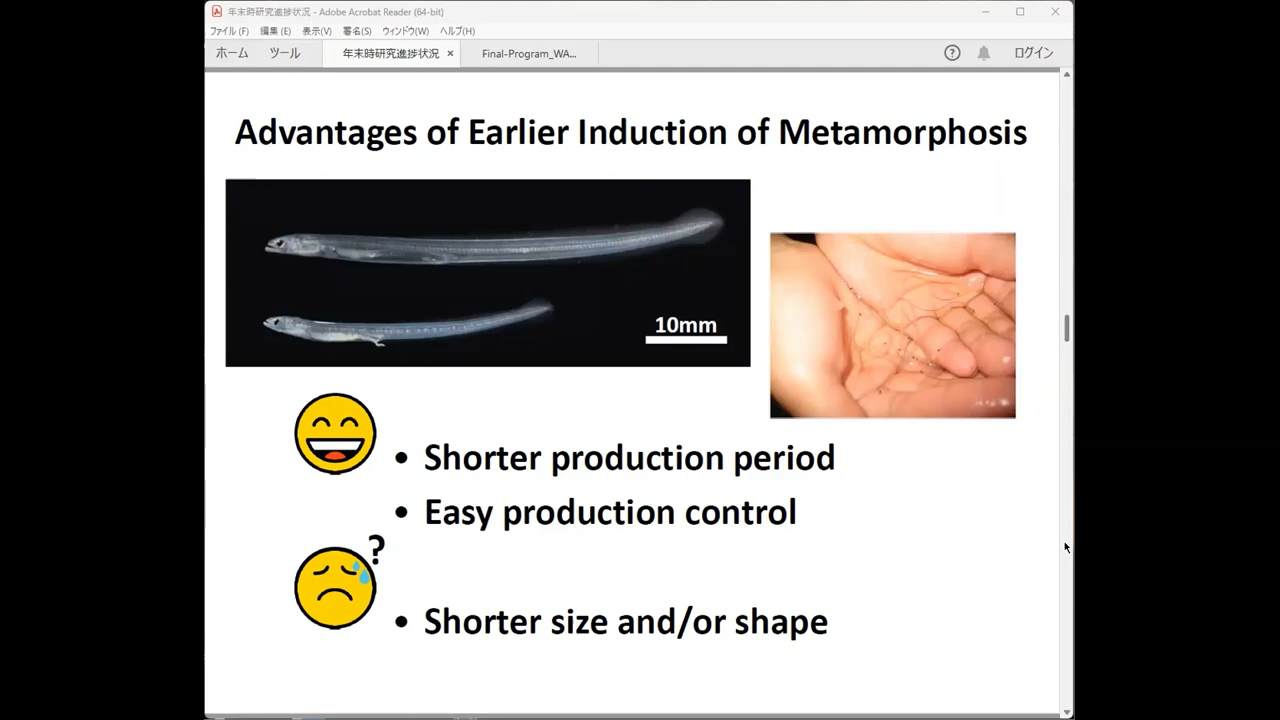 年末時研究進捗状況 - Adobe Acrobat Reader (64-bit)
ファイル(F) 編集(E) 表示(V) 署名(S) ウィンドウ(W) ヘルプ(H)
ホーム ツール 年末時研究進捗状況 × Final-Program_WA... ? ログイン
Advantages of Earlier Induction of Metamorphosis
10mm
• Shorter production period
• Easy production control
?
• Shorter size and/or shape